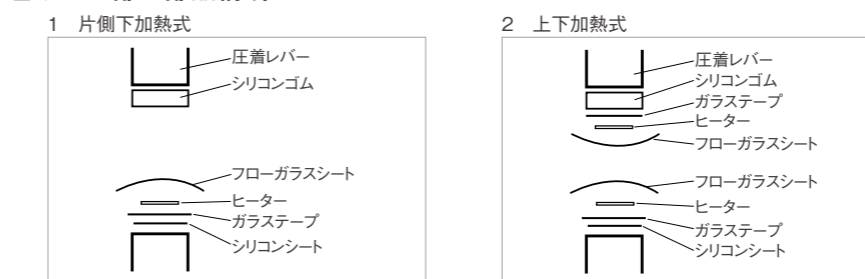 1 片側下加熱式
圧着レバー
シリコンゴム
フローガラスシート
ヒーター
ガラステープ
シリコンシート
2 上下加熱式
圧着レバー
シリコンゴム
ガラステープ
ヒーター
フローガラスシート
フローガラスシート
ヒーター
ガラステープ
シリコンシート